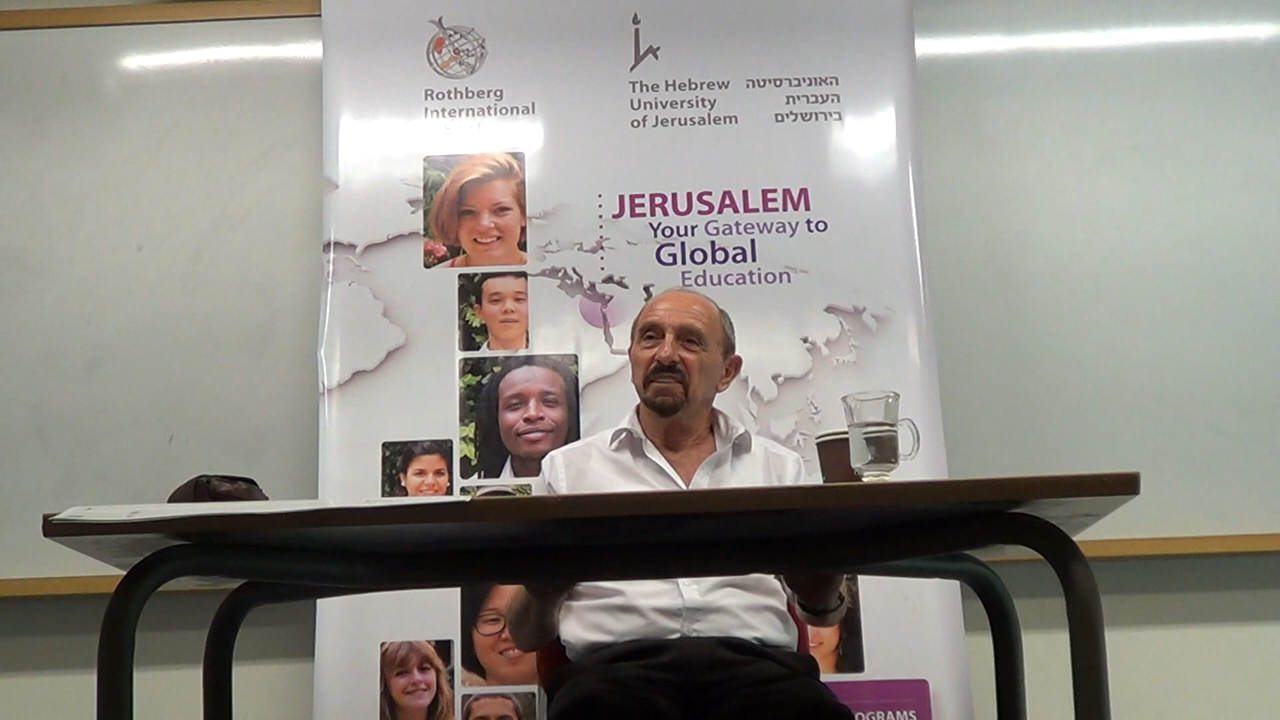 Rothberg
International
The Hebrew
University
of Jerusalem
האוניברסיטה
העברית
בירושלים
JERUSALEM
Your Gateway to
Global
Education